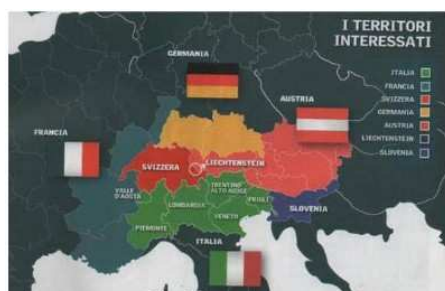 I TERRITORI
INTERESSATI
GERMANIA
ITALIA
FRANCIA
SVIZZERA
GERMANIA
AUSTRIA
LIECHTENSTEIN
SLOVENIA
AUSTRIA
FRANCIA
SVIZZERA
LIECHTENSTEIN
TRENTINO
ALTO ADIGE
VALLE
D'AOSTA
LOMBARDIA
FRIULI
SLOVENIA
VENETO
PIEMONTE
ITALIA